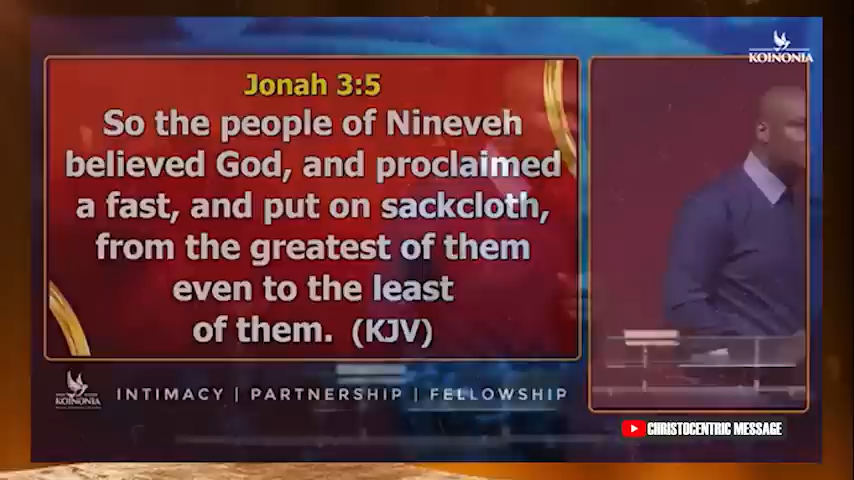 KOINONIA
Jonah 3:5
So the people of Nineveh
believed God, and proclaimed
a fast, and put on sackcloth,
from the greatest of them
even to the least
of them. (KJV)
KOINONIA
INTIMACY | PARTNERSHIP | FELLOWSHIP
CHRISTOCENTRIC MESSAGE